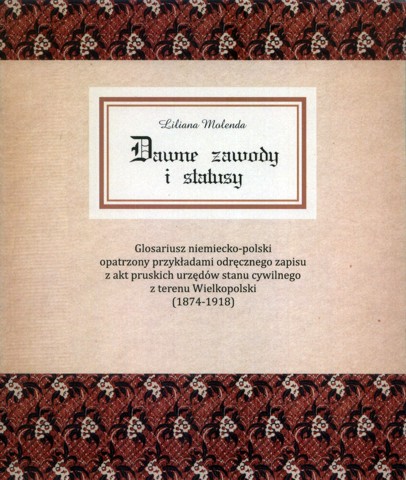 Liliana Molenda
Dawne zawody
i statusy
Glosariusz niemiecko-polski
opatrzony przykładami odręcznego zapisu
z akt pruskich urzędów stanu cywilnego
z terenu Wielkopolski
(1874-1918)